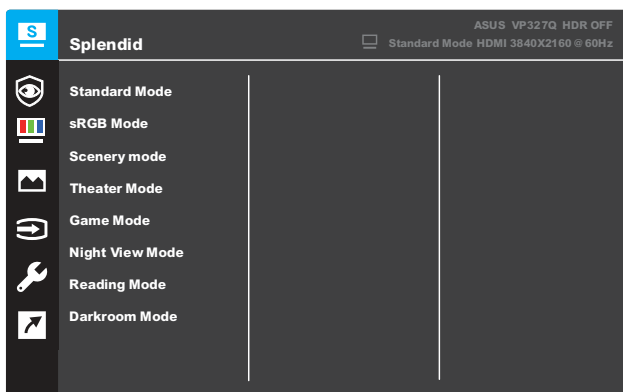 S
ASUS VP327Q HDR OFF
Splendid
Standard Mode HDMI 3840X2160 @ 60Hz
Standard Mode
sRGB Mode
Scenery mode
Theater Mode
Game Mode
Night View Mode
Reading Mode
Darkroom Mode